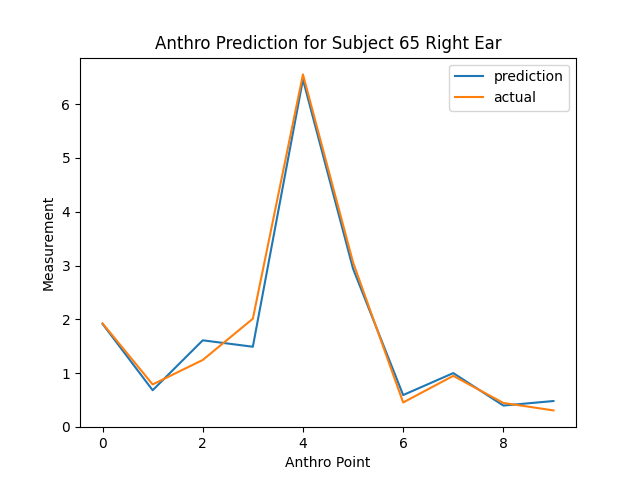 Anthro Prediction for Subject 65 Right Ear
prediction
actual
Measurement
6
5
4
3
2
1
0
0 2 4 6 8
Anthro Point